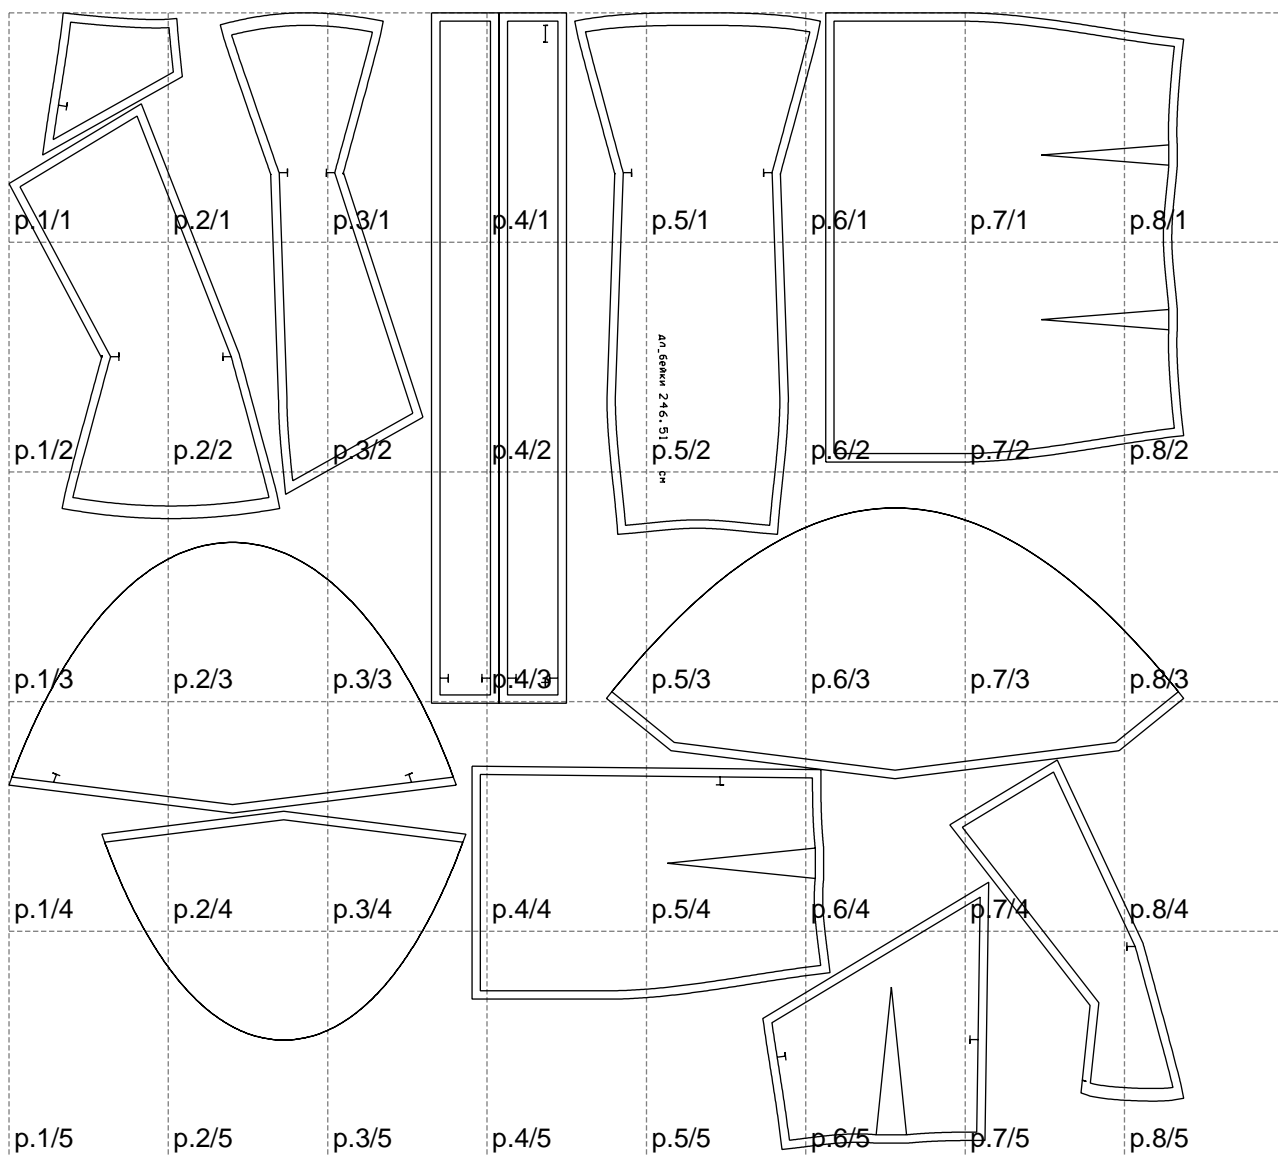 p.1/1 p.2/1 p.3/1 p.4/1 p.5/1 p.6/1 p.7/1 p.8/1
дл_бейки 246.51 см
p.1/2 p.2/2 p.3/2 p.4/2 p.5/2 p.6/2 p.7/2 p.8/2
p.1/3 p.2/3 p.3/3 p.4/3 p.5/3 p.6/3 p.7/3 p.8/3
p.1/4 p.2/4 p.3/4 p.4/4 p.5/4 p.6/4 p.7/4 p.8/4
p.1/5 p.2/5 p.3/5 p.4/5 p.5/5 p.6/5 p.7/5 p.8/5